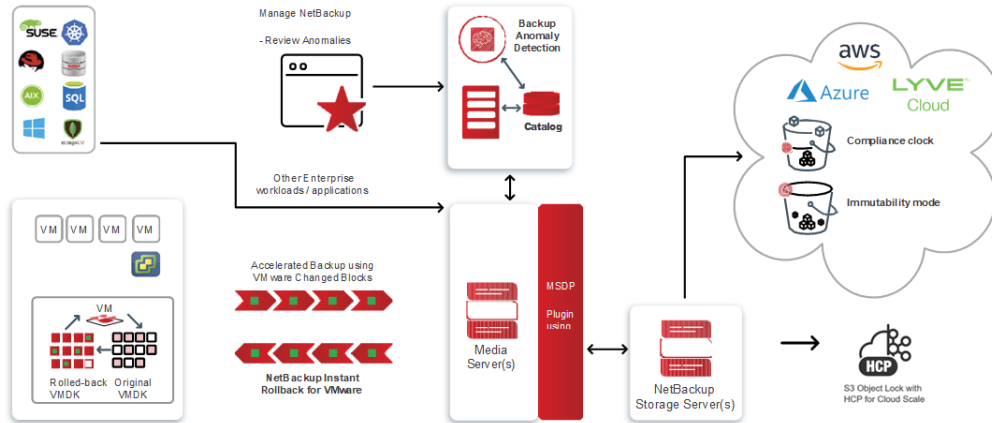 Manage NetBackup
- Review Anomalies
SUSE
AIX
SQL
Backup
Anomaly
Detection
Catalog
aws
Azure
LYVE
Cloud
Compliance clock
Immutability mode
Other Enterprise
workloads / applications
VM
VM
VM
VM
VM
Rolled-back
VMDK
Original
VMDK
Accelerated Backup using
VMware Changed Blocks
NetBackup Instant
Rollback for VMware
Media
Server(s)
MSDP
Plugin using
NetBackup
Storage Server(s)
HCP
S3 Object Lock with
HCP for Cloud Scale